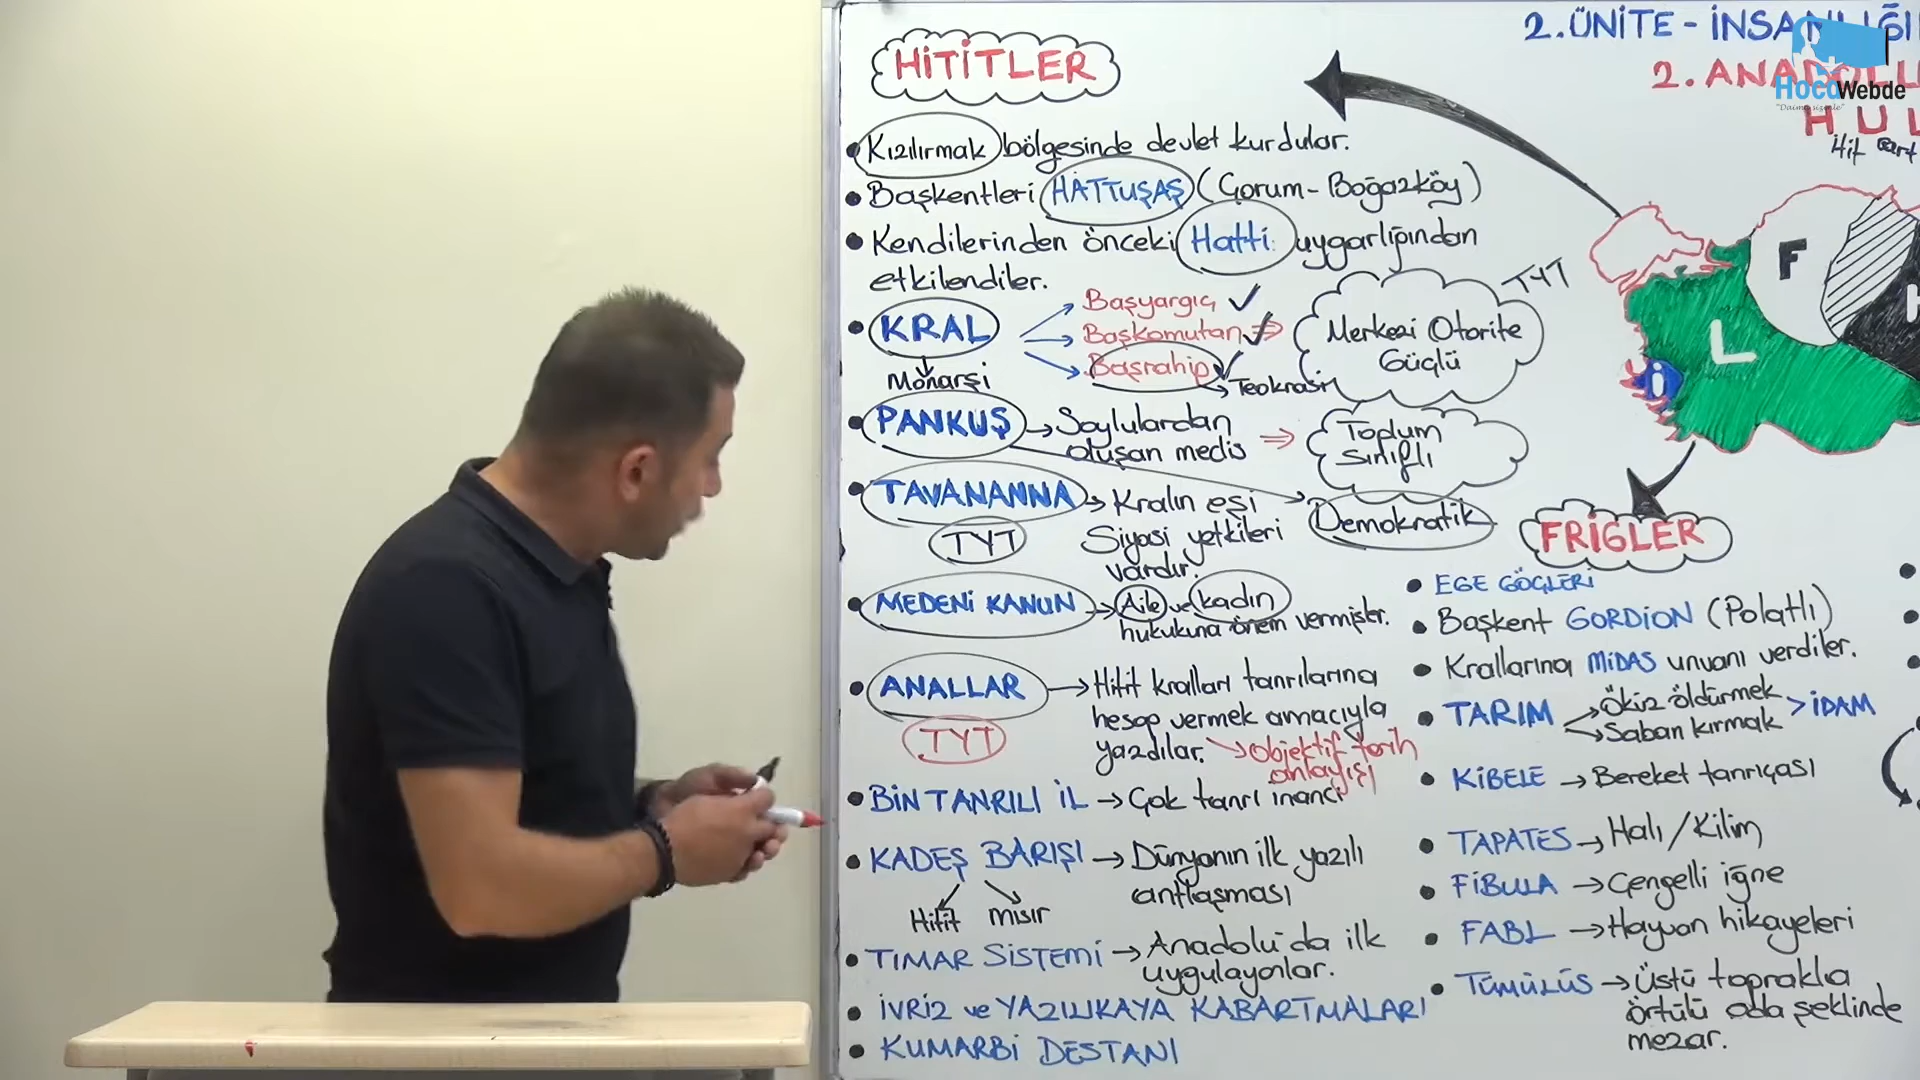 2. ÜNİTE - İNSANLIĞI
2. ANADOLU
HUL
Hit
HocaWebde
HİTİTLER
• Kızılırmak bölgesinde devlet kurdular.
• Başkentleri HATTUŞAŞ (Çorum-Boğazköy)
• Kendilerinden önceki Hatti uygarlığından
etkilendiler.
• KRAL
Monarşi
Başyargıç ✓
Başkomutan ✓
Başrahip ✓
→ Teokrasi
⇒ Merkezi Otorite
Güçlü
TYT
• PANKUŞ → Soylulardan
oluşan meclis
⇒ Toplum
sınıflı
→ Demokratik
• TAVANANNA → Kralın eşi
Siyasi yetkileri
vardır.
TYT
• MEDENİ KANUN → Aile ve kadın
hukukuna önem vermişler.
• ANALLAR → Hitit kralları tanrılarına
hesap vermek amacıyla
yazdılar. → Objektif tarih
anlayışı
TYT
• BİN TANRILI İL → Çok tanrı inancı
• KADEŞ BARIŞI → Dünyanın ilk yazılı
antlaşması
Hitit
Mısır
• TIMAR SİSTEMİ → Anadolu'da ilk
uygulayanlar.
• İVRİZ ve YAZILIKAYA KABARTMALARI
• KUMARBİ DESTANI
F
H
L
İ
FRİGLER
• EGE GÖÇLERİ
• Başkent GORDİON (Polatlı)
• Krallarına MİDAS unvanı verdiler.
• TARIM → Öküz öldürmek
→ Saban kırmak > İDAM
• KİBELE → Bereket tanrıçası
• TAPATES → Halı / Kilim
• FİBULA → Çengelli iğne
• FABL → Hayvan hikayeleri
• TÜMÜLÜS → Üstü toprakla
örtülü oda şeklinde
mezar.